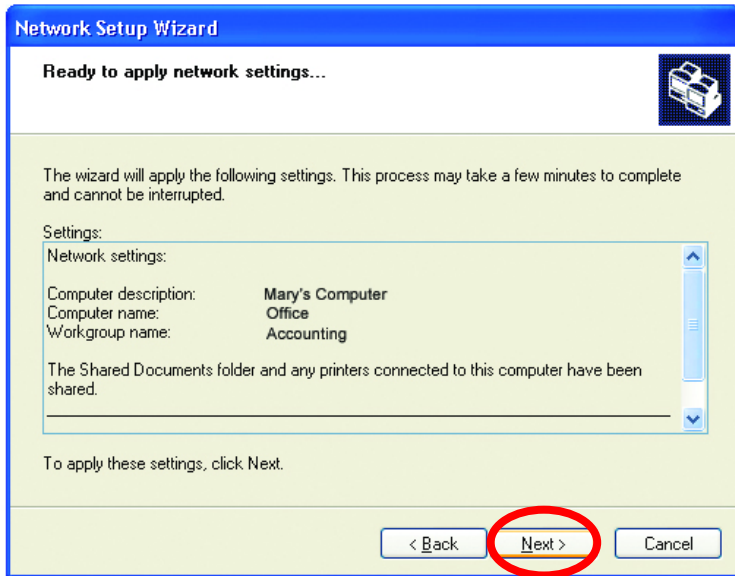 Network Setup Wizard
Ready to apply network settings...
The wizard will apply the following settings. This process may take a few minutes to complete
and cannot be interrupted.
Settings:
Network settings:
Computer description: Mary's Computer
Computer name: Office
Workgroup name: Accounting
The Shared Documents folder and any printers connected to this computer have been
shared.
To apply these settings, click Next.
< Back Next > Cancel